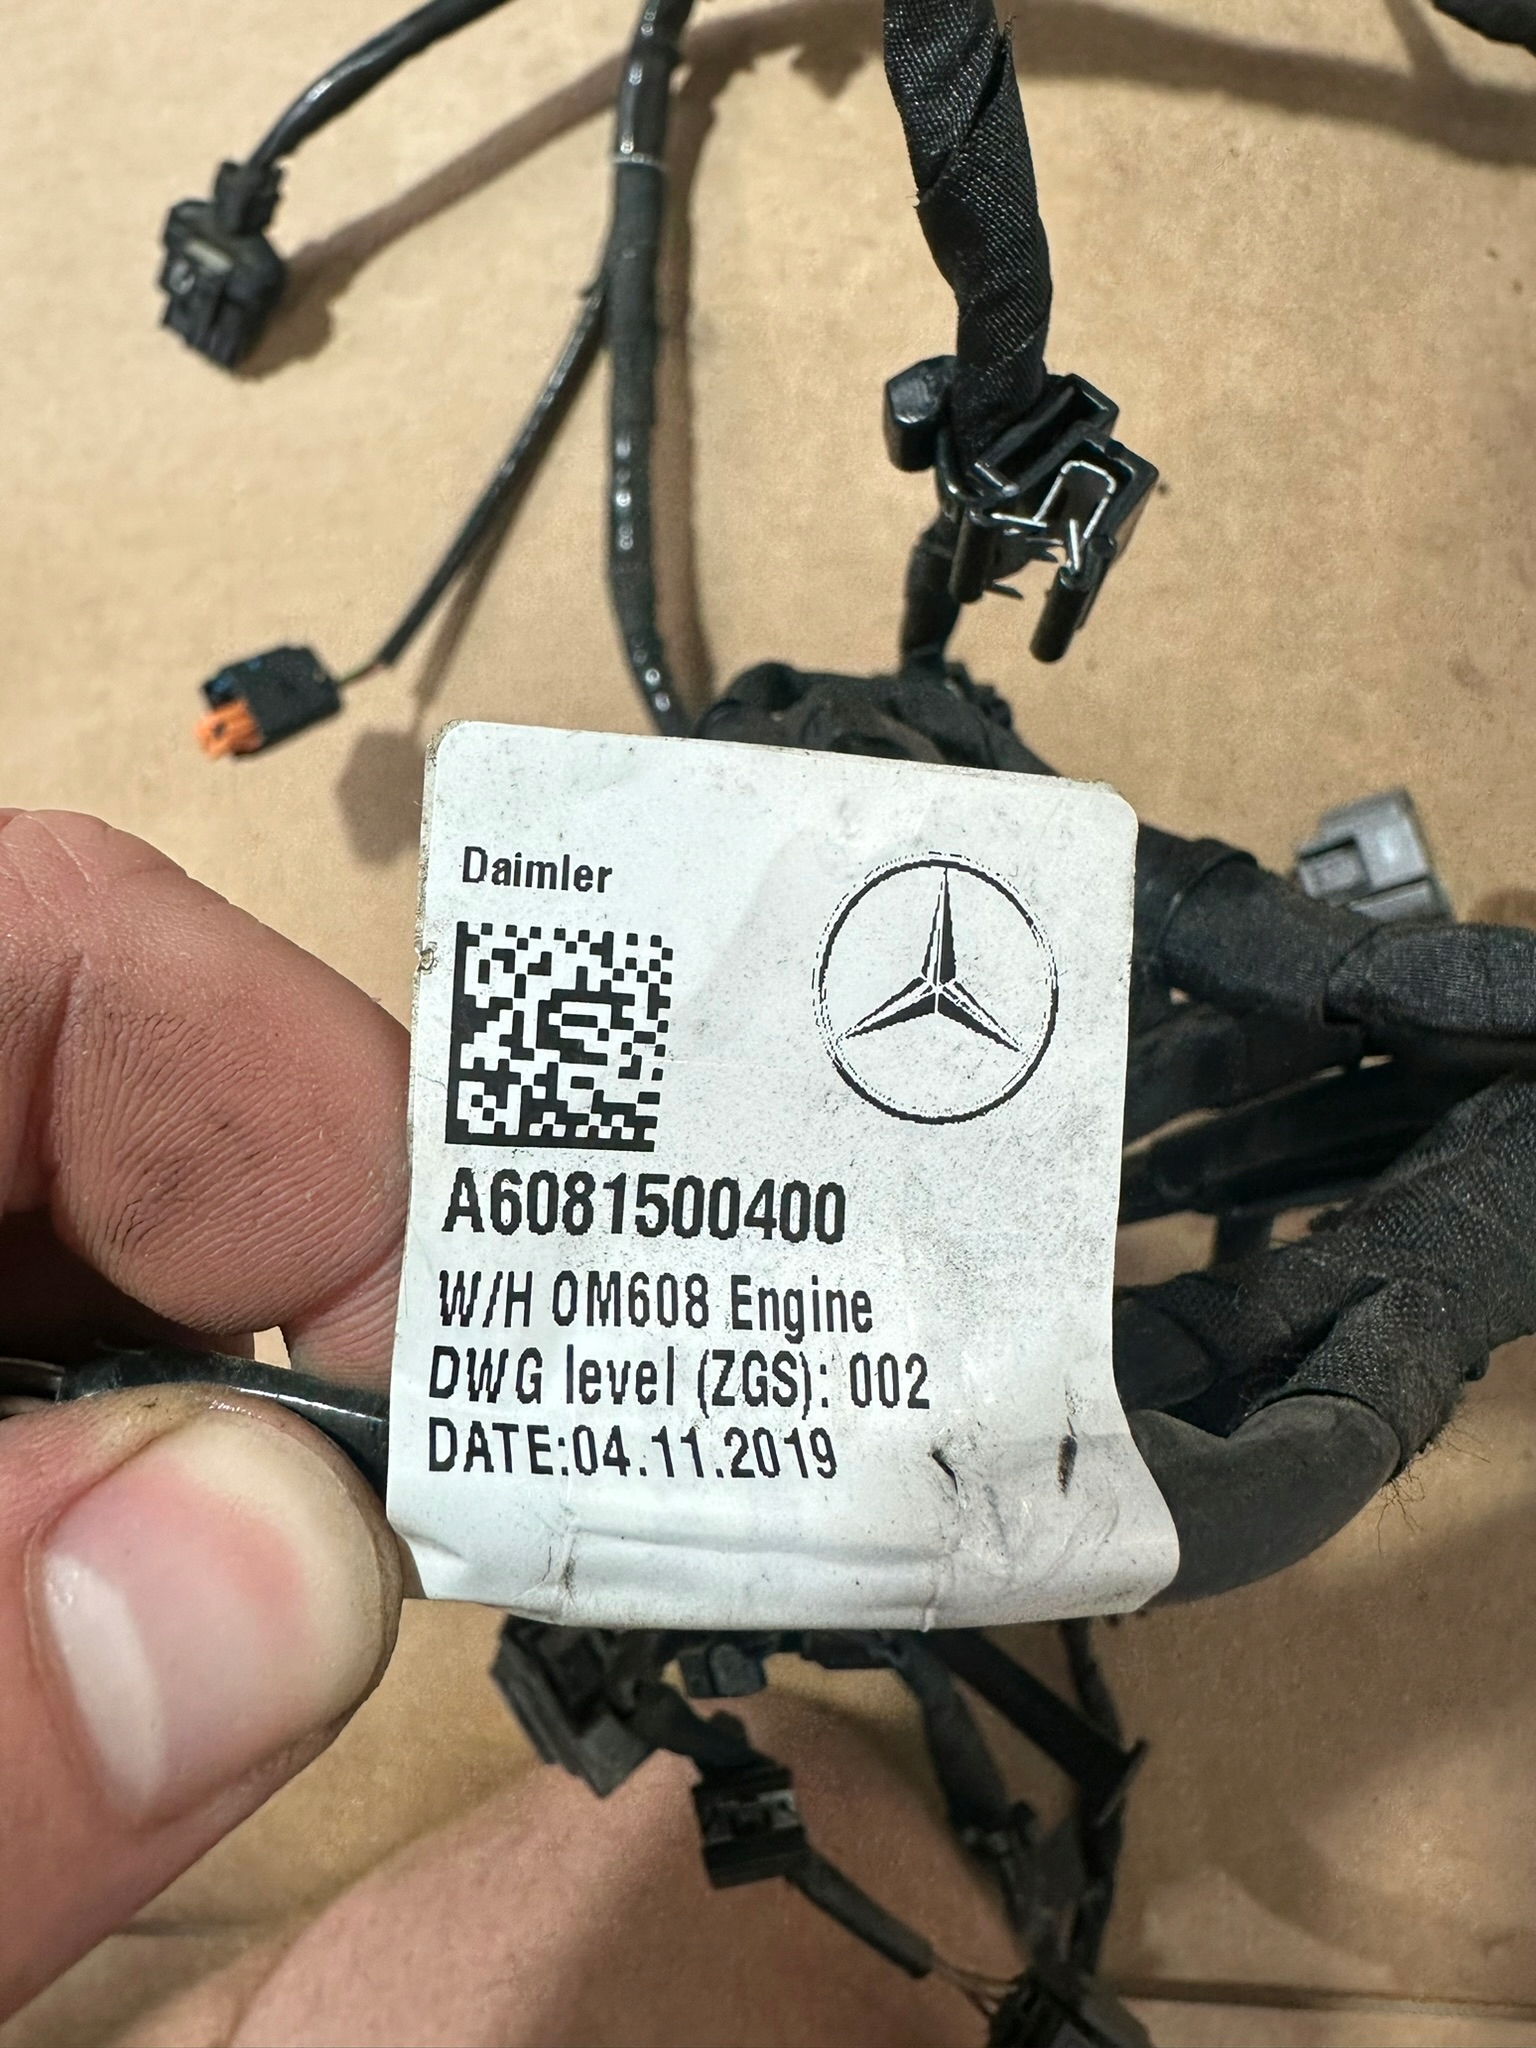 Daimler
A6081500400
W/H OM608 Engine
DWG level (ZGS): 002
DATE:04.11.2019